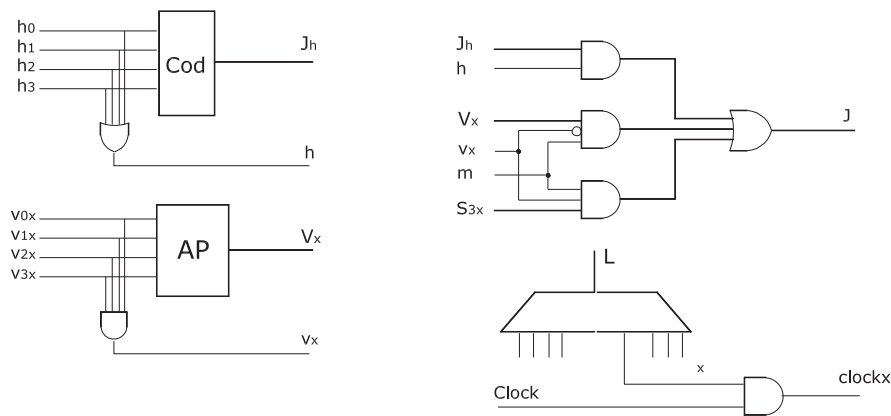 h0
h1
h2
h3
Cod
Jh
h
v0x
v1x
v2x
v3x
AP
Vx
vx
Jh
h
Vx
vx
m
S3x
J
L
x
Clock
clockx